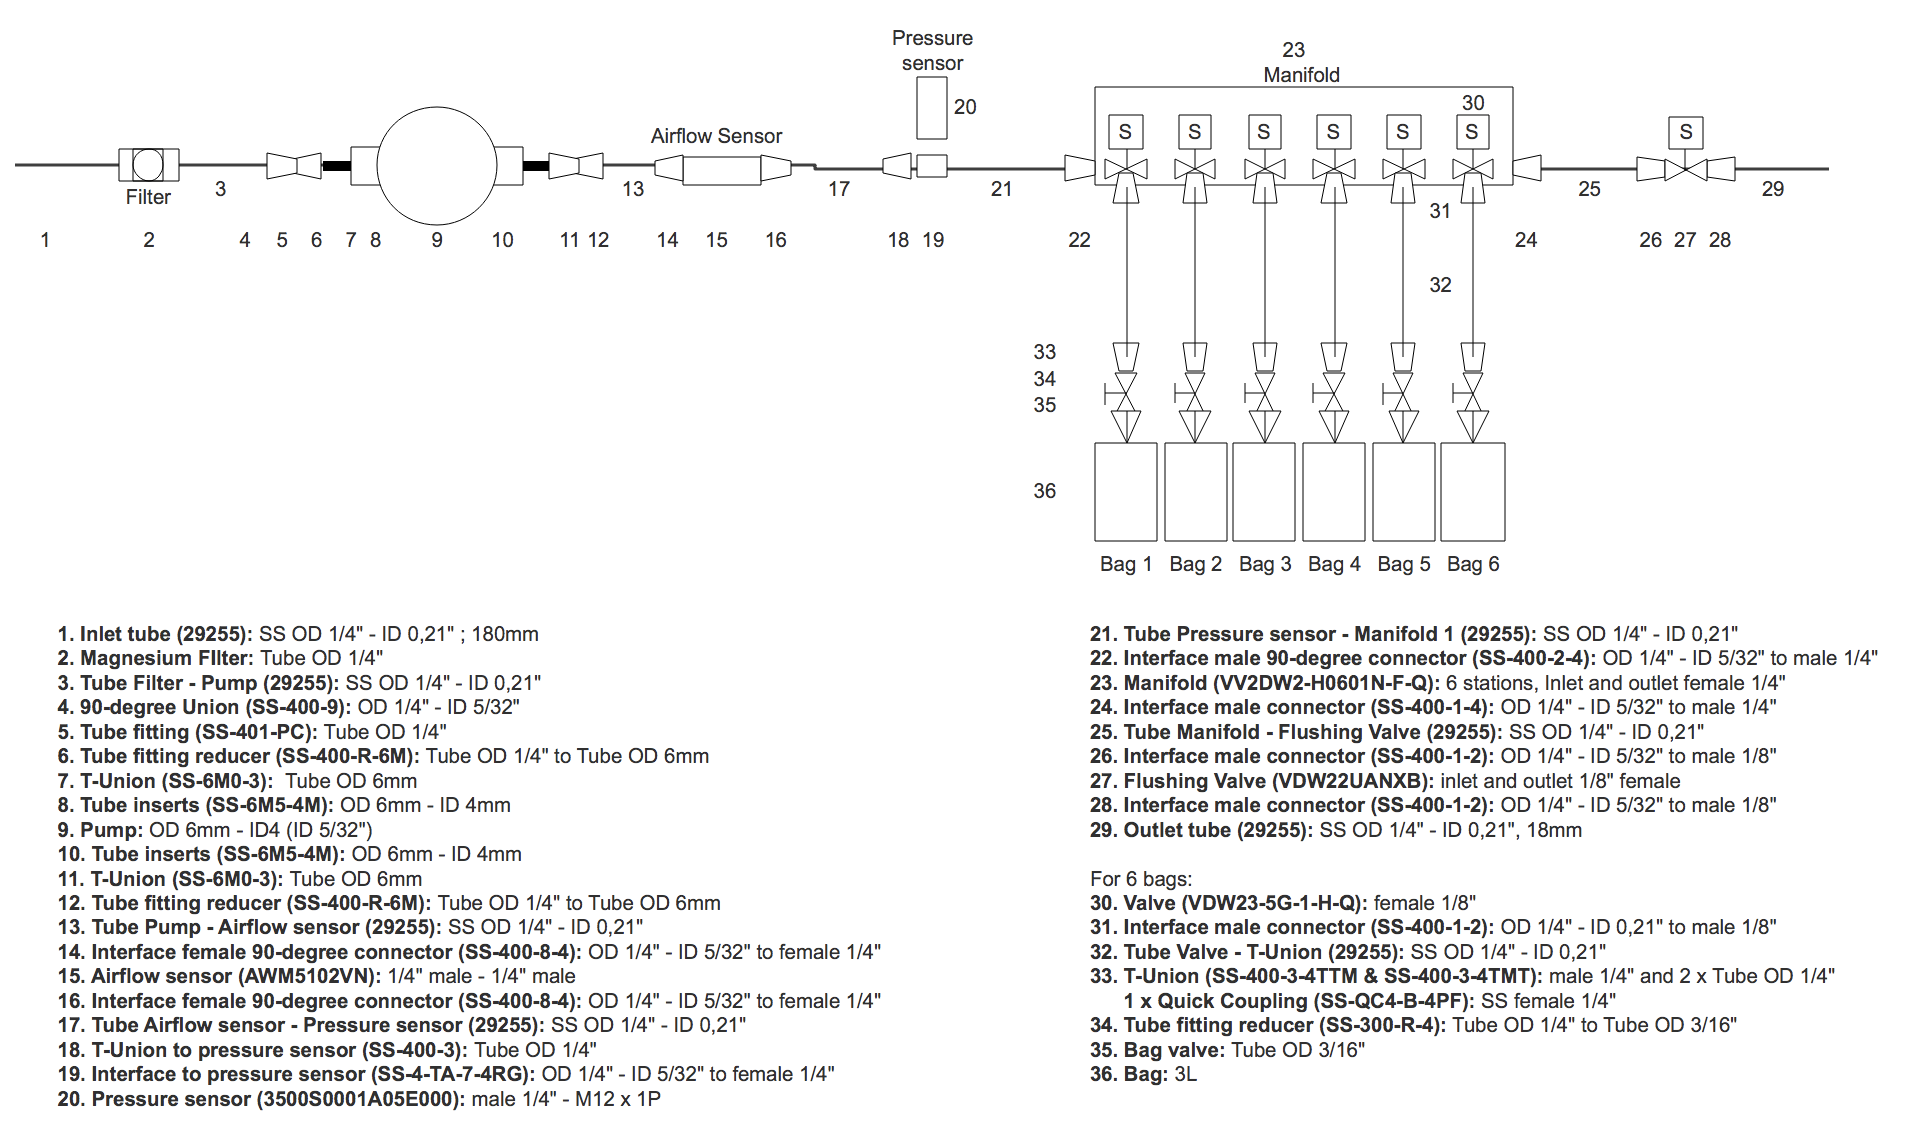 Pressure
sensor
20
23
Manifold
30
S S S S S S S
Airflow Sensor
Filter
3
13
17
21
25
29
31
1 2 4 5 6 7 8 9 10 11 12 14 15 16 18 19 22 24 26 27 28
32
33
34
35
36
Bag 1 Bag 2 Bag 3 Bag 4 Bag 5 Bag 6
1. Inlet tube (29255): SS OD 1/4" - ID 0,21" ; 180mm
2. Magnesium FIlter: Tube OD 1/4"
3. Tube Filter - Pump (29255): SS OD 1/4" - ID 0,21"
4. 90-degree Union (SS-400-9): OD 1/4" - ID 5/32"
5. Tube fitting (SS-401-PC): Tube OD 1/4"
6. Tube fitting reducer (SS-400-R-6M): Tube OD 1/4" to Tube OD 6mm
7. T-Union (SS-6M0-3): Tube OD 6mm
8. Tube inserts (SS-6M5-4M): OD 6mm - ID 4mm
9. Pump: OD 6mm - ID4 (ID 5/32")
10. Tube inserts (SS-6M5-4M): OD 6mm - ID 4mm
11. T-Union (SS-6M0-3): Tube OD 6mm
12. Tube fitting reducer (SS-400-R-6M): Tube OD 1/4" to Tube OD 6mm
13. Tube Pump - Airflow sensor (29255): SS OD 1/4" - ID 0,21"
14. Interface female 90-degree connector (SS-400-8-4): OD 1/4" - ID 5/32" to female 1/4"
15. Airflow sensor (AWM5102VN): 1/4" male - 1/4" male
16. Interface female 90-degree connector (SS-400-8-4): OD 1/4" - ID 5/32" to female 1/4"
17. Tube Airflow sensor - Pressure sensor (29255): SS OD 1/4" - ID 0,21"
18. T-Union to pressure sensor (SS-400-3): Tube OD 1/4"
19. Interface to pressure sensor (SS-4-TA-7-4RG): OD 1/4" - ID 5/32" to female 1/4"
20. Pressure sensor (3500S0001A05E000): male 1/4" - M12 x 1P
21. Tube Pressure sensor - Manifold 1 (29255): SS OD 1/4" - ID 0,21"
22. Interface male 90-degree connector (SS-400-2-4): OD 1/4" - ID 5/32" to male 1/4"
23. Manifold (VV2DW2-H0601N-F-Q): 6 stations, Inlet and outlet female 1/4"
24. Interface male connector (SS-400-1-4): OD 1/4" - ID 5/32" to male 1/4"
25. Tube Manifold - Flushing Valve (29255): SS OD 1/4" - ID 0,21"
26. Interface male connector (SS-400-1-2): OD 1/4" - ID 5/32" to male 1/8"
27. Flushing Valve (VDW22UANXB): inlet and outlet 1/8" female
28. Interface male connector (SS-400-1-2): OD 1/4" - ID 5/32" to male 1/8"
29. Outlet tube (29255): SS OD 1/4" - ID 0,21", 18mm
For 6 bags:
30. Valve (VDW23-5G-1-H-Q): female 1/8"
31. Interface male connector (SS-400-1-2): OD 1/4" - ID 0,21" to male 1/8"
32. Tube Valve - T-Union (29255): SS OD 1/4" - ID 0,21"
33. T-Union (SS-400-3-4TTM & SS-400-3-4TMT): male 1/4" and 2 x Tube OD 1/4"
1 x Quick Coupling (SS-QC4-B-4PF): SS female 1/4"
34. Tube fitting reducer (SS-300-R-4): Tube OD 1/4" to Tube OD 3/16"
35. Bag valve: Tube OD 3/16"
36. Bag: 3L